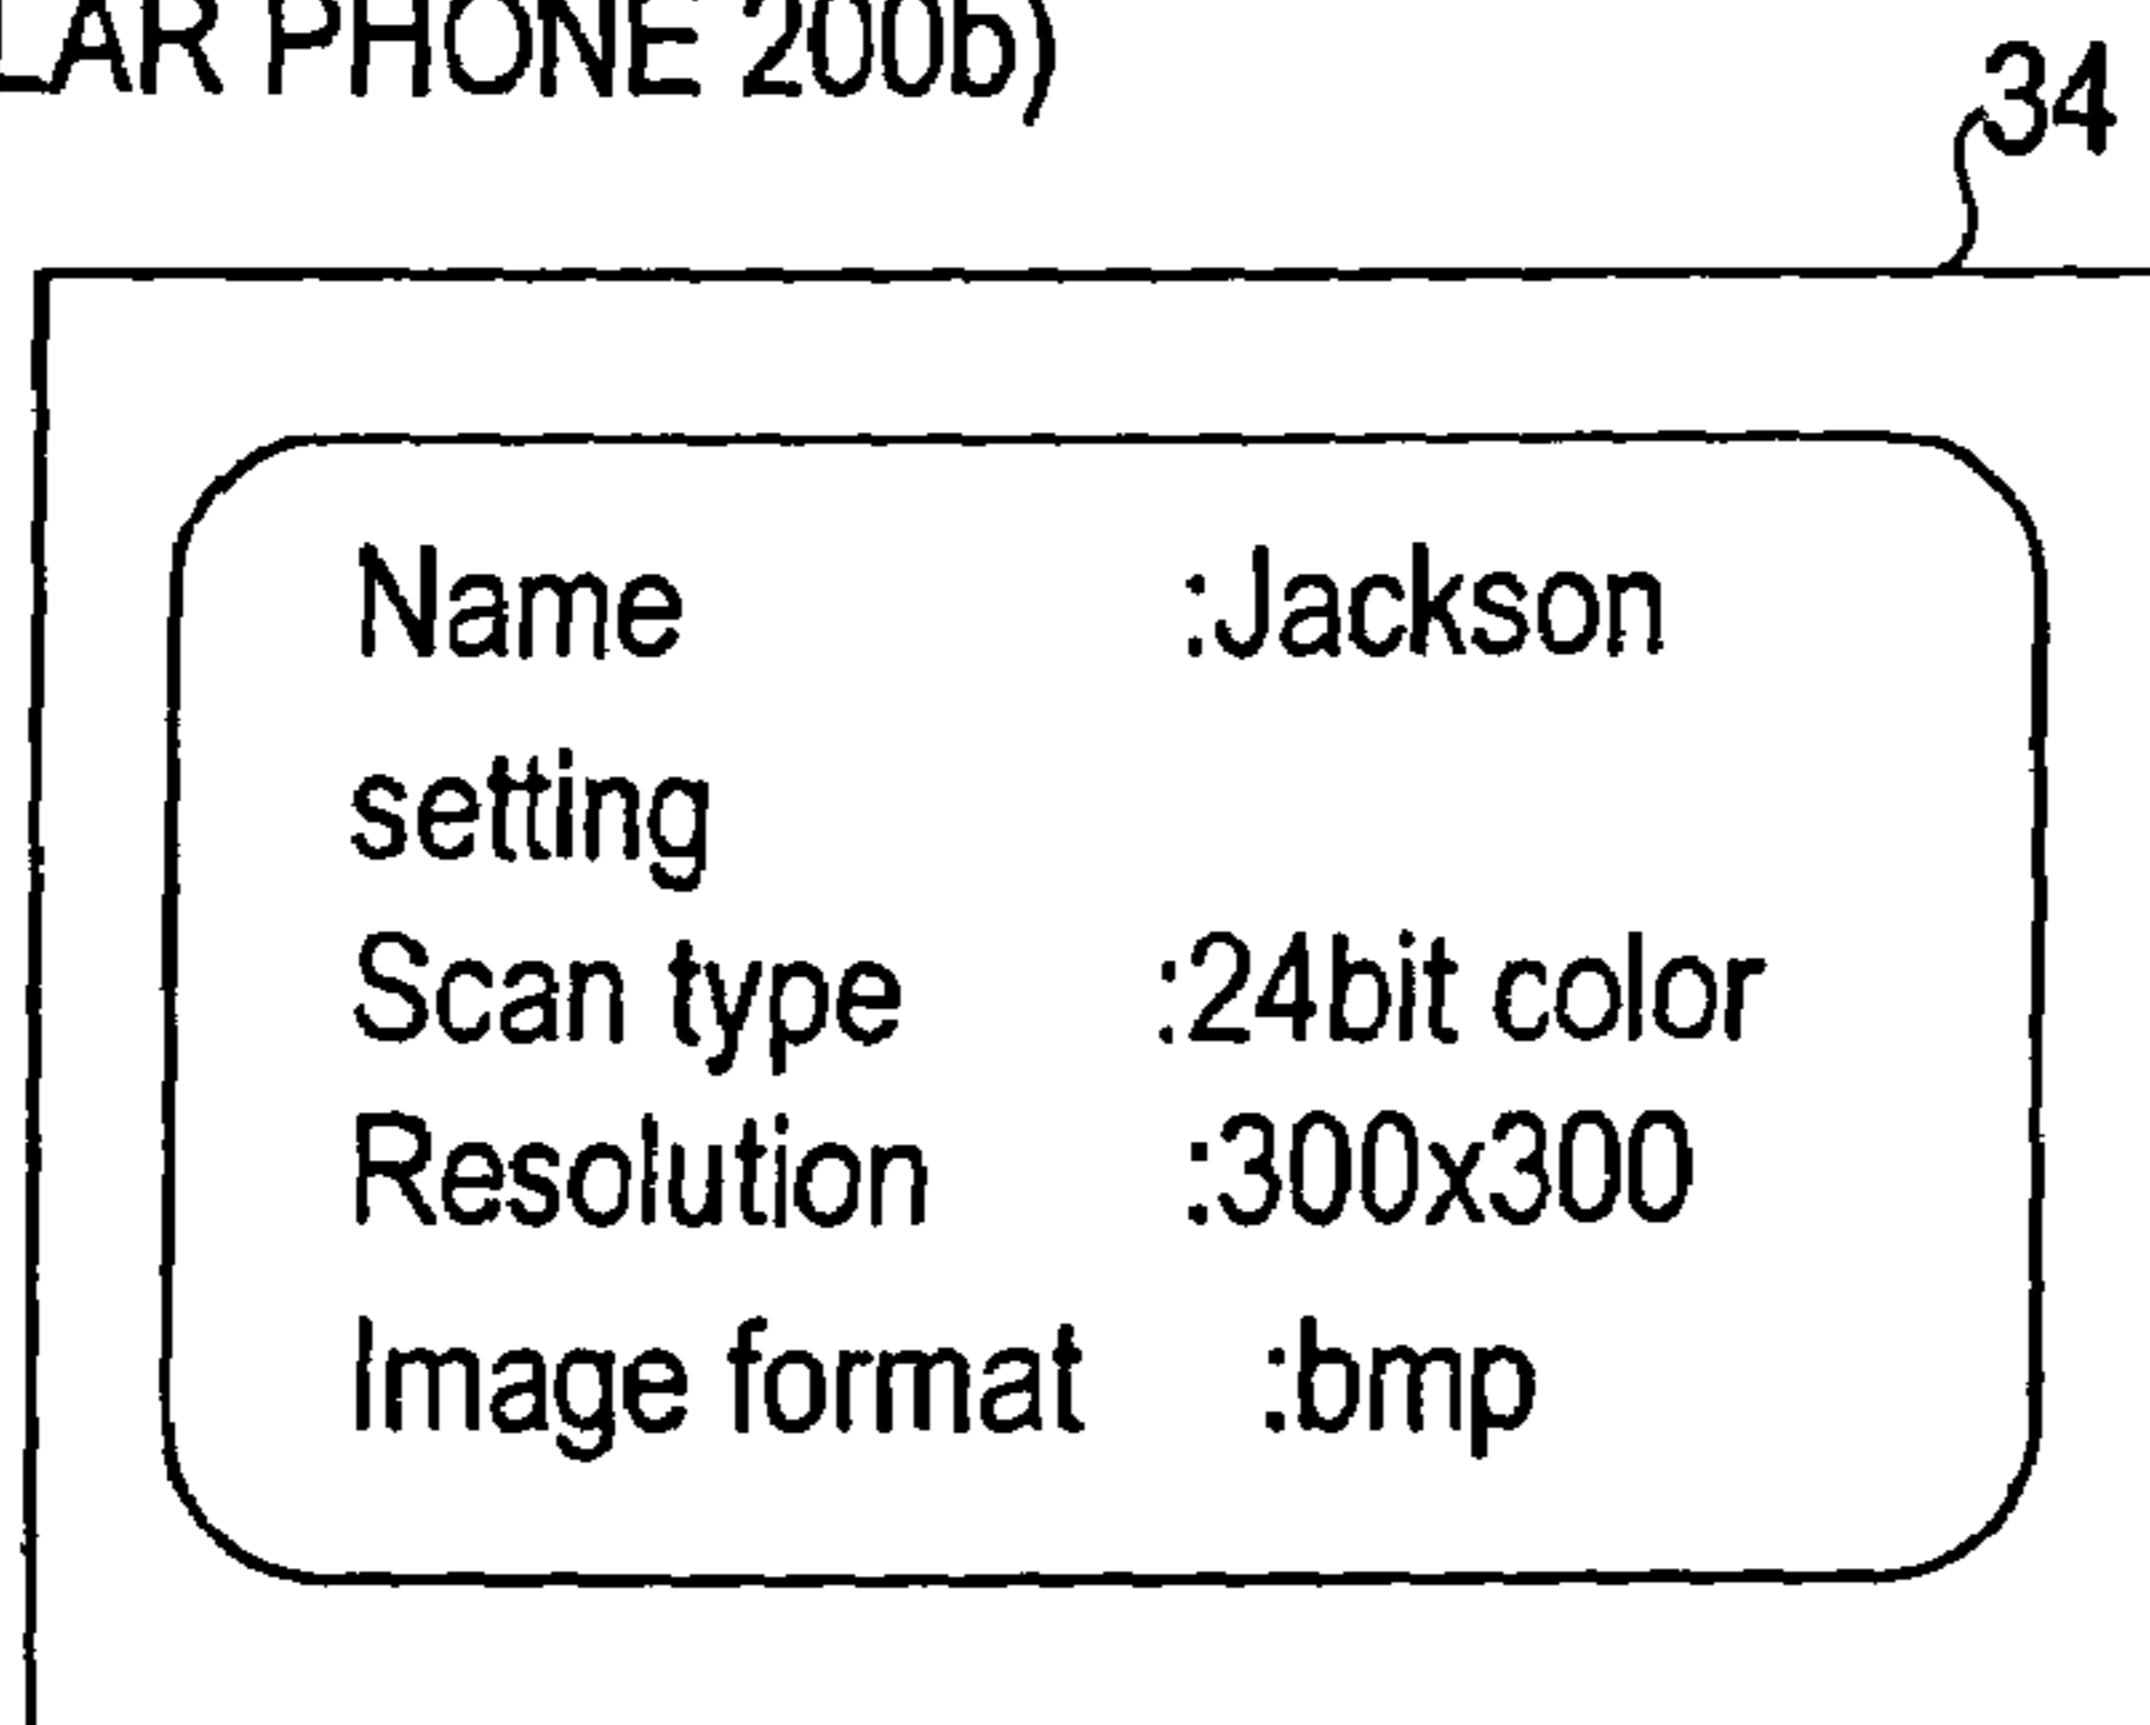 LAR PHONE 200b)
34
Name :Jackson
setting
Scan type :24bit color
Resolution :300x300
Image format :bmp